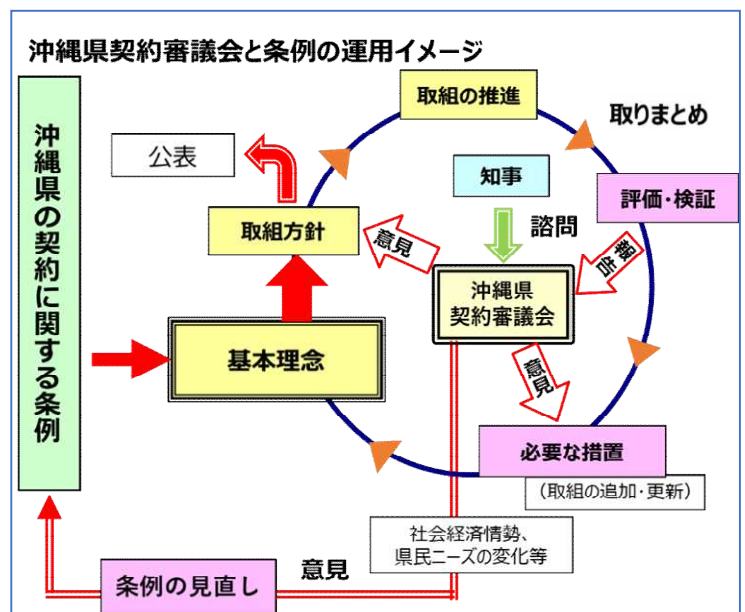 沖縄県契約審議会と条例の運用イメージ
取組の推進
取りまとめ
公表
知事
評価・検証
沖縄県の契約に関する条例
取組方針
意見
諮問
報告
沖縄県
契約審議会
基本理念
意見
必要な措置
（取組の追加・更新）
社会経済情勢、
県民ニーズの変化等
意見
条例の見直し